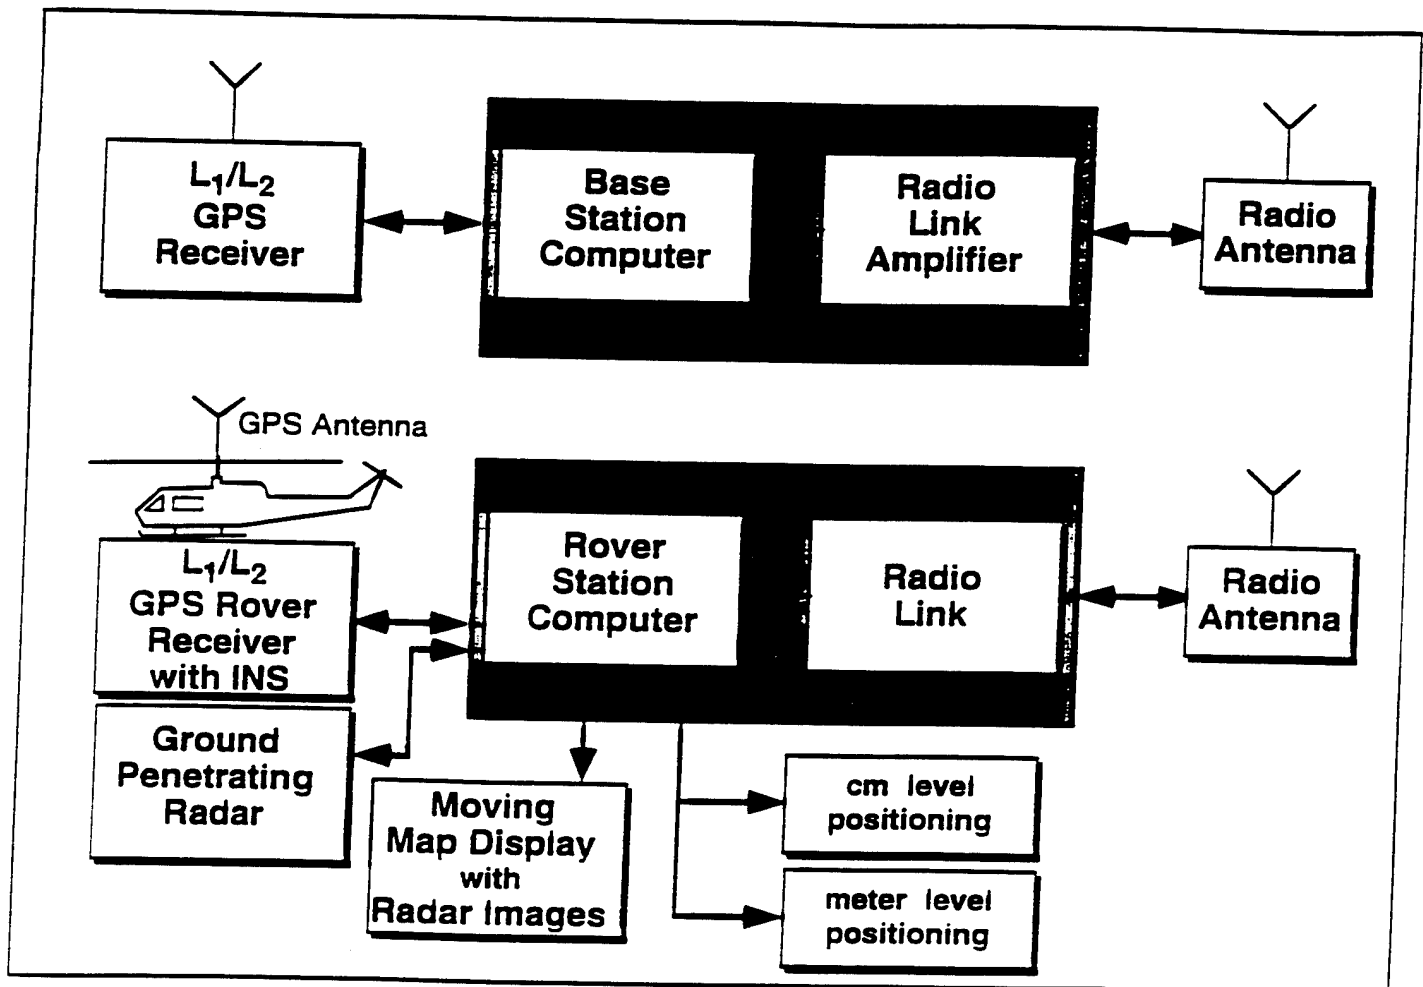 L₁/L₂
GPS
Receiver
Base
Station
Computer
Radio
Link
Amplifier
Radio
Antenna
GPS Antenna
L₁/L₂
GPS Rover
Receiver
with INS
Rover
Station
Computer
Radio
Link
Radio
Antenna
Ground
Penetrating
Radar
Moving
Map Display
with
Radar Images
cm level
positioning
meter level
positioning